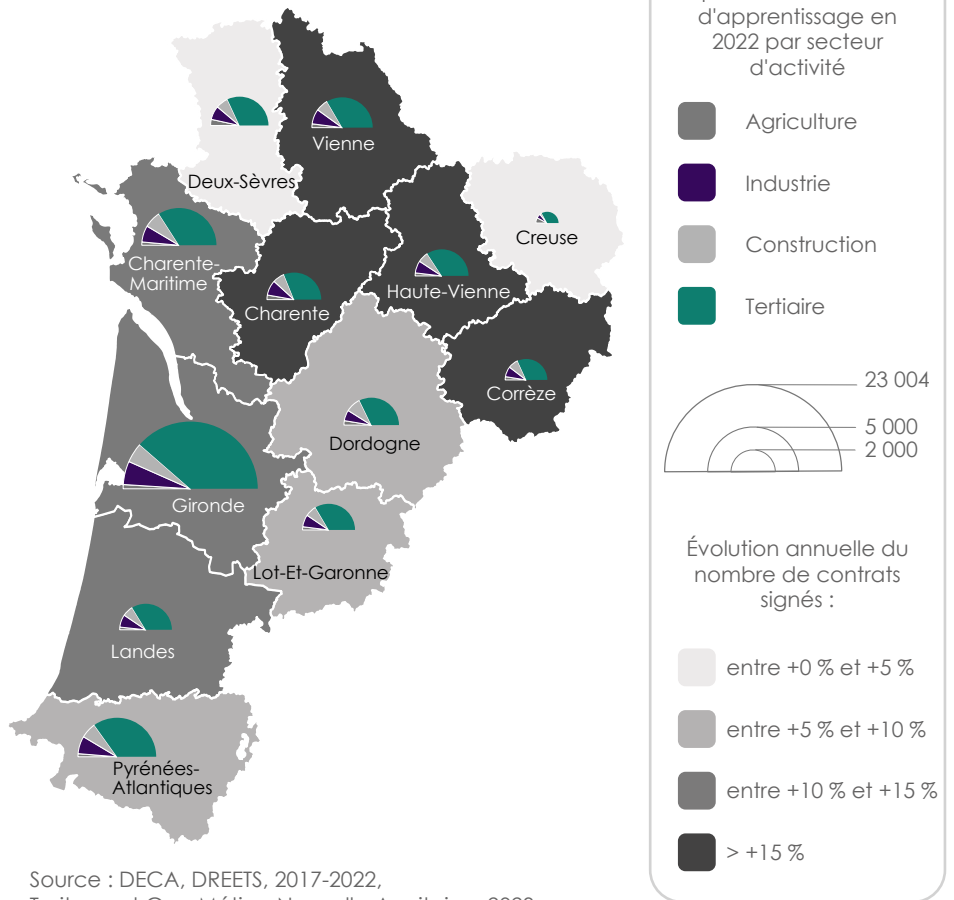 Vienne
Deux-Sèvres
Creuse
Charente-
Maritime
Haute-Vienne
Charente
Corrèze
Dordogne
Gironde
Lot-Et-Garonne
Landes
Pyrénées-
Atlantiques
Source : DECA, DREETS, 2017-2022,
d'apprentissage en
2022 par secteur
d'activité
Agriculture
Industrie
Construction
Tertiaire
23 004
5 000
2 000
Évolution annuelle du
nombre de contrats
signés :
entre +0 % et +5 %
entre +5 % et +10 %
entre +10 % et +15 %
> +15 %